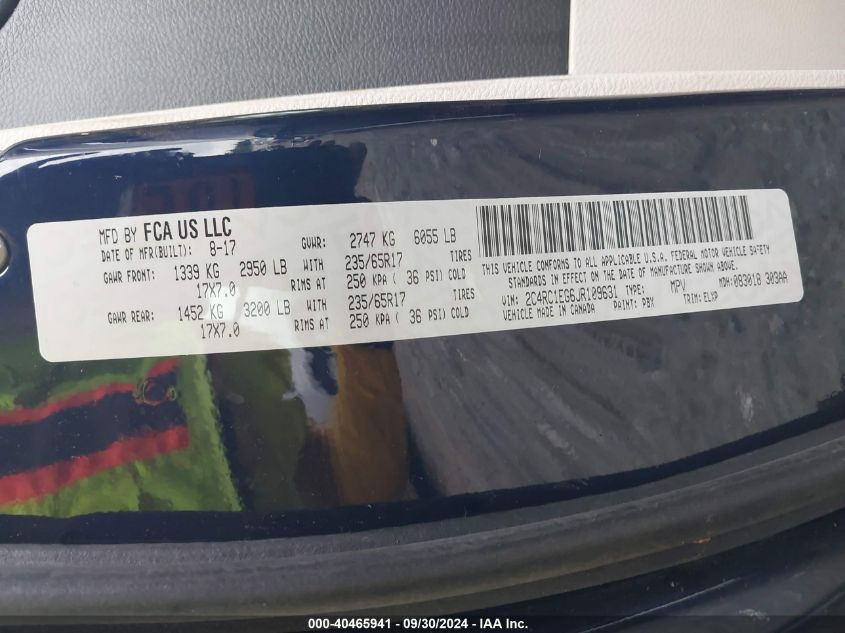 MFD BY FCA US LLC
DATE OF MFR(BUILT): 8-17 GVWR: 2747 KG 6055 LB
GAWR FRONT: 1339 KG 2950 LB WITH 235/65R17 TIRES
17X7.0 RIMS AT 250 KPA ( 36 PSI) COLD
GAWR REAR: 1452 KG 3200 LB WITH 235/65R17 TIRES
17X7.0 RIMS AT 250 KPA ( 36 PSI) COLD
THIS VEHICLE CONFORMS TO ALL APPLICABLE U.S.A. FEDERAL MOTOR VEHICLE SAFETY
STANDARDS IN EFFECT ON THE DATE OF MANUFACTURE SHOWN ABOVE.
VIN: 2C4RC1EG6JR109631 TYPE: MPV MDH: 083018 303AA
VEHICLE MADE IN CANADA PAINT: PBY TRIM: ELXP
000-40465941 - 09/30/2024 - IAA Inc.